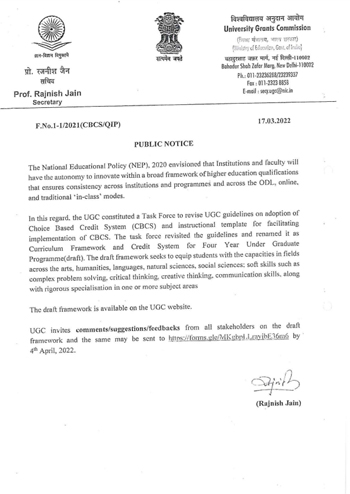 ज्ञान-विज्ञान विमुक्तये
सत्यमेव जयते
प्रो. रजनीश जैन
सचिव
Prof. Rajnish Jain
Secretary
विश्वविद्यालय अनुदान आयोग
University Grants Commission
(शिक्षा मंत्रालय, भारत सरकार)
(Ministry of Education, Govt. of India)
बहादुरशाह ज़फ़र मार्ग, नई दिल्ली-110002
Bahadur Shah Zafar Marg, New Delhi-110002
Ph.: 011-23236288/23239337
Fax : 011-2323 8858
E-mail : secy.ugc@nic.in
F.No.1-1/2021(CBCS/QIP)
17.03.2022
PUBLIC NOTICE
The National Educational Policy (NEP), 2020 envisioned that Institutions and faculty will
have the autonomy to innovate within a broad framework of higher education qualifications
that ensures consistency across institutions and programmes and across the ODL, online,
and traditional 'in-class' modes.
In this regard, the UGC constituted a Task Force to revise UGC guidelines on adoption of
Choice Based Credit System (CBCS) and instructional template for facilitating
implementation of CBCS. The task force revisited the guidelines and renamed it as
Curriculum Framework and Credit System for Four Year Under Graduate
Programme(draft). The draft framework seeks to equip students with the capacities in fields
across the arts, humanities, languages, natural sciences, social sciences; soft skills such as
complex problem solving, critical thinking, creative thinking, communication skills, along
with rigorous specialisation in one or more subject areas
The draft framework is available on the UGC website.
UGC invites comments/suggestions/feedbacks from all stakeholders on the draft
framework and the same may be sent to by
4th April, 2022.
(Rajnish Jain)